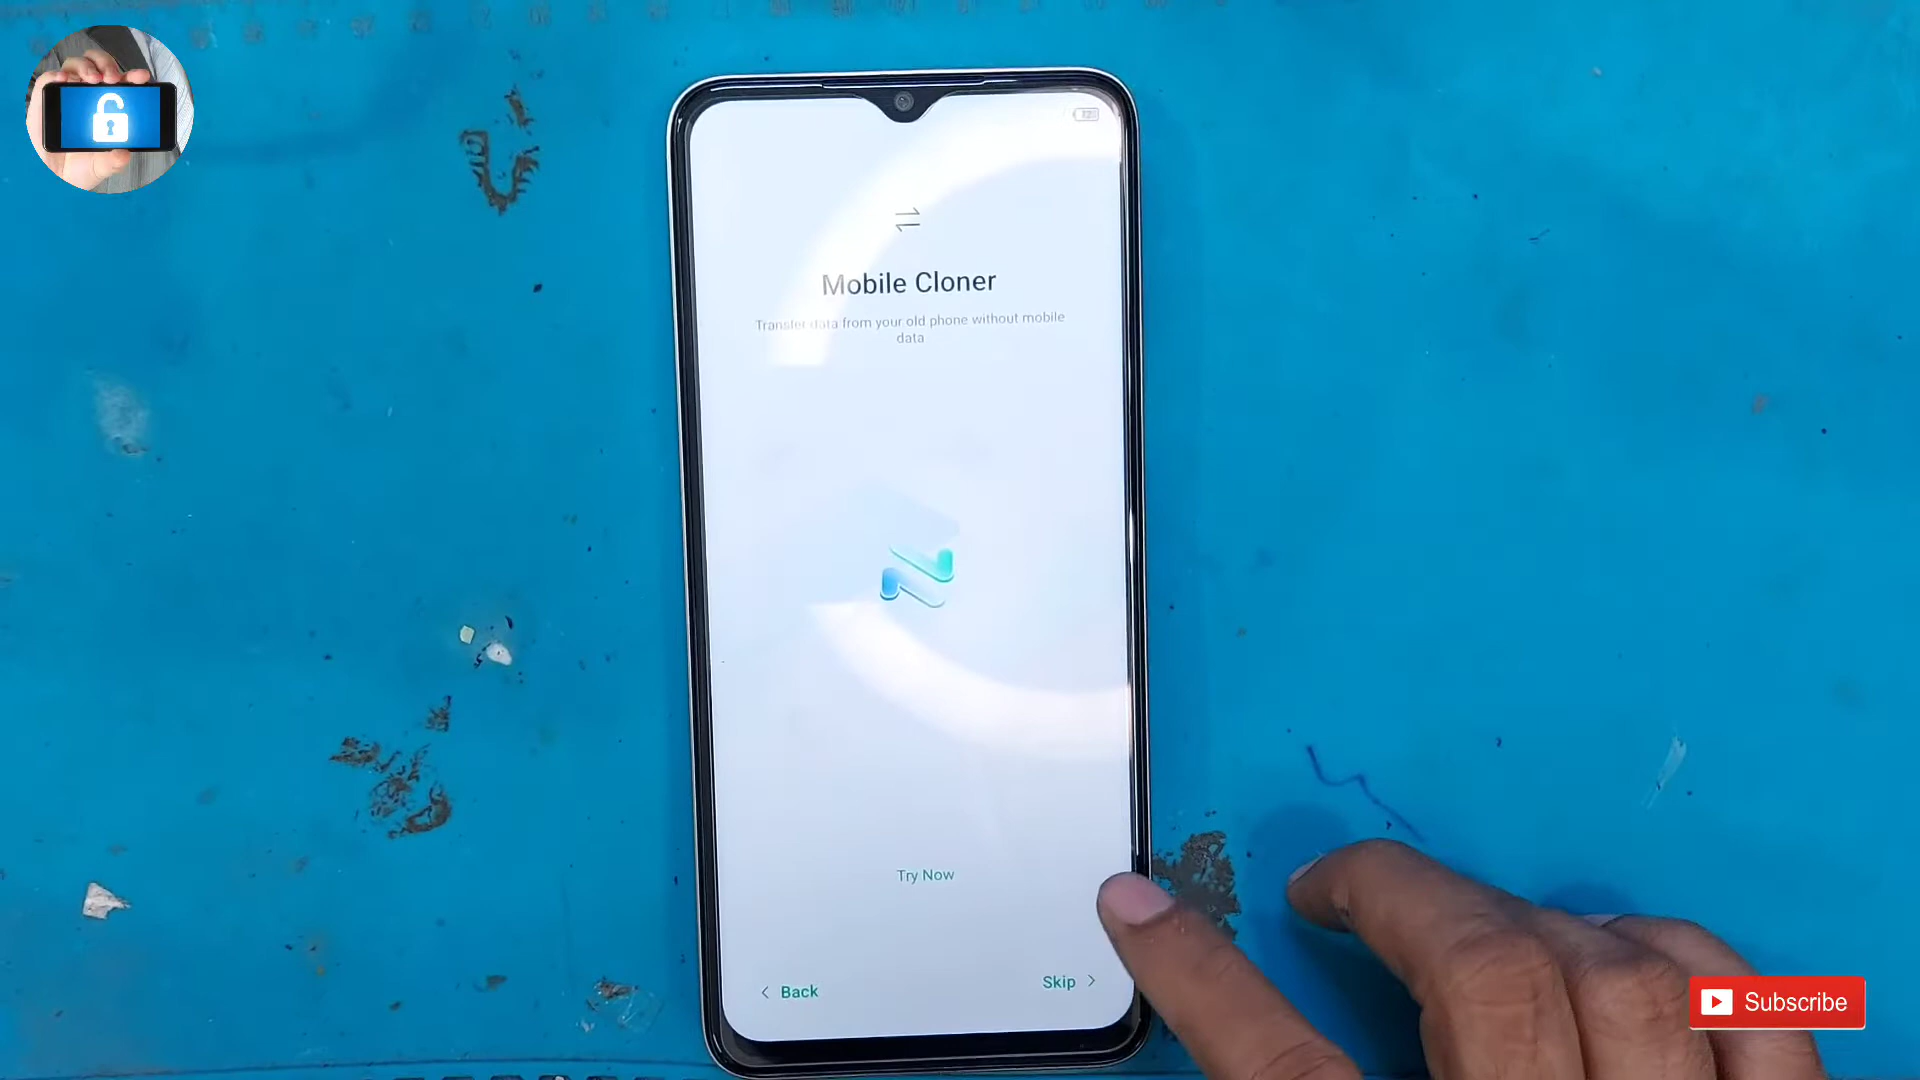 Mobile Cloner
Transfer data from your old phone without mobile
data
Try Now
Back
Skip
Subscribe